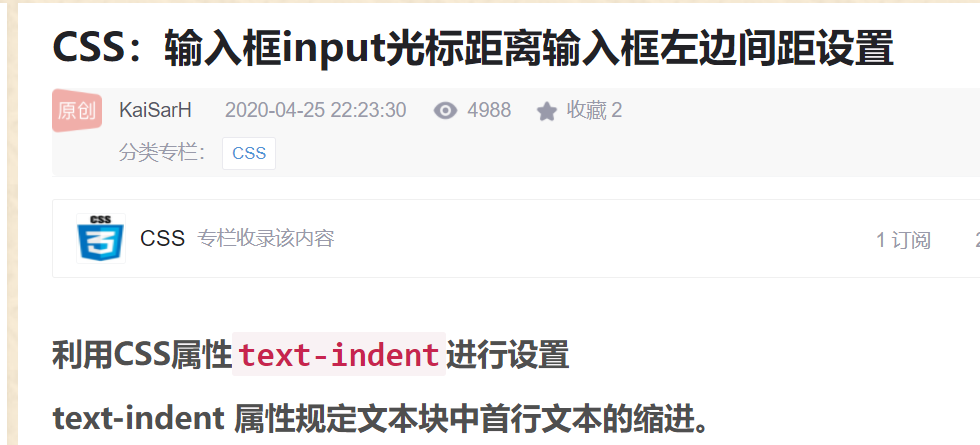 CSS：输入框input光标距离输入框左边间距设置
原创 KaiSarH 2020-04-25 22:23:30 4988 收藏 2
分类专栏： CSS
CSS
CSS 专栏收录该内容 1 订阅
利用CSS属性text-indent进行设置
text-indent 属性规定文本块中首行文本的缩进。